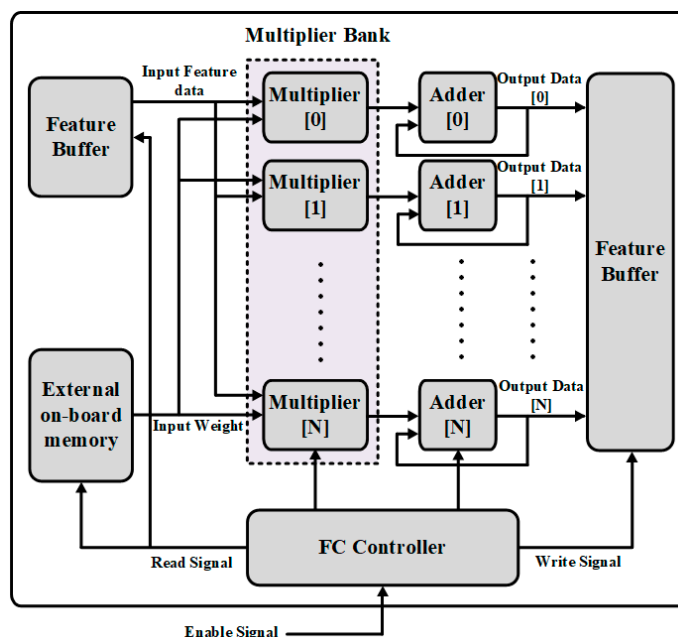 Multiplier Bank
Input Feature
data
Feature
Buffer
Multiplier
[0]
Adder
[0]
Output Data
[0]
Multiplier
[1]
Adder
[1]
Output Data
[1]
Feature
Buffer
External
on-board
memory
Input Weight
Multiplier
[N]
Adder
[N]
Output Data
[N]
FC Controller
Read Signal
Write Signal
Enable Signal